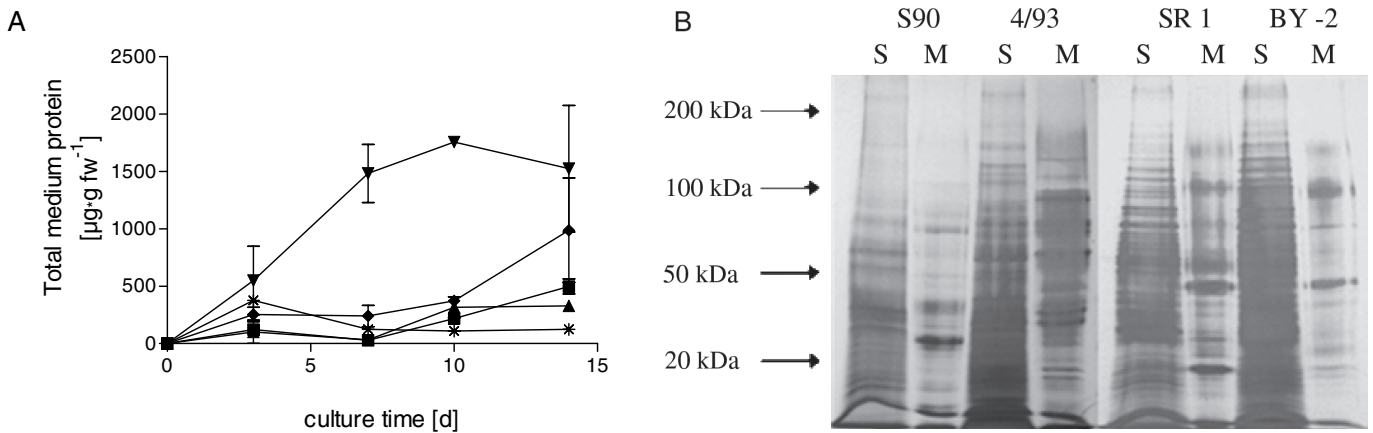 A
Total medium protein
[µg*g fw-1]
2500
2000
1500
1000
500
0
0 5 10 15
culture time [d]
B
S90 4/93 SR 1 BY -2
S M S M S M S M
200 kDa
100 kDa
50 kDa
20 kDa